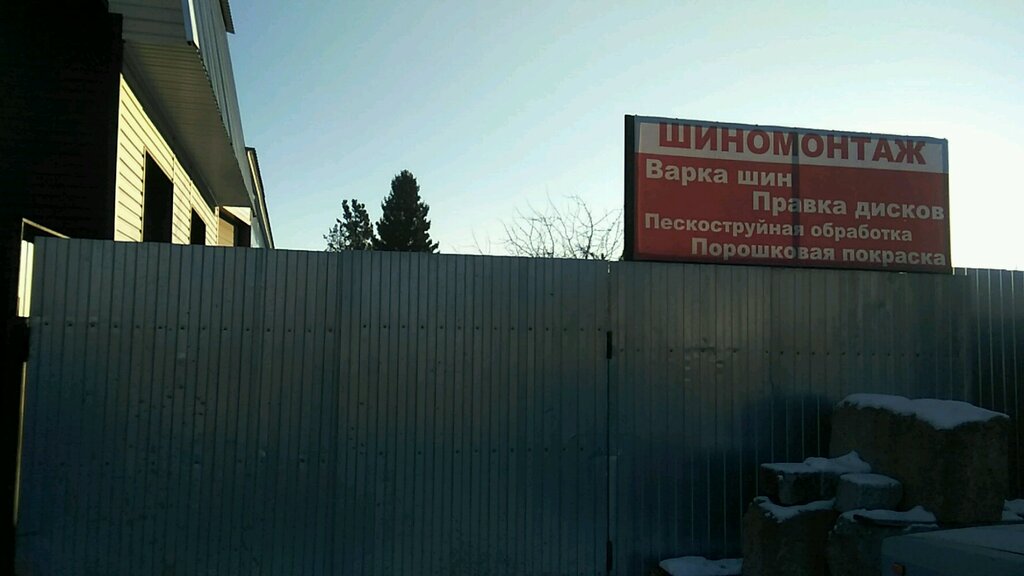 ШИНОМОНТАЖ
Варка шин
Правка дисков
Пескоструйная обработка
Порошковая покраска